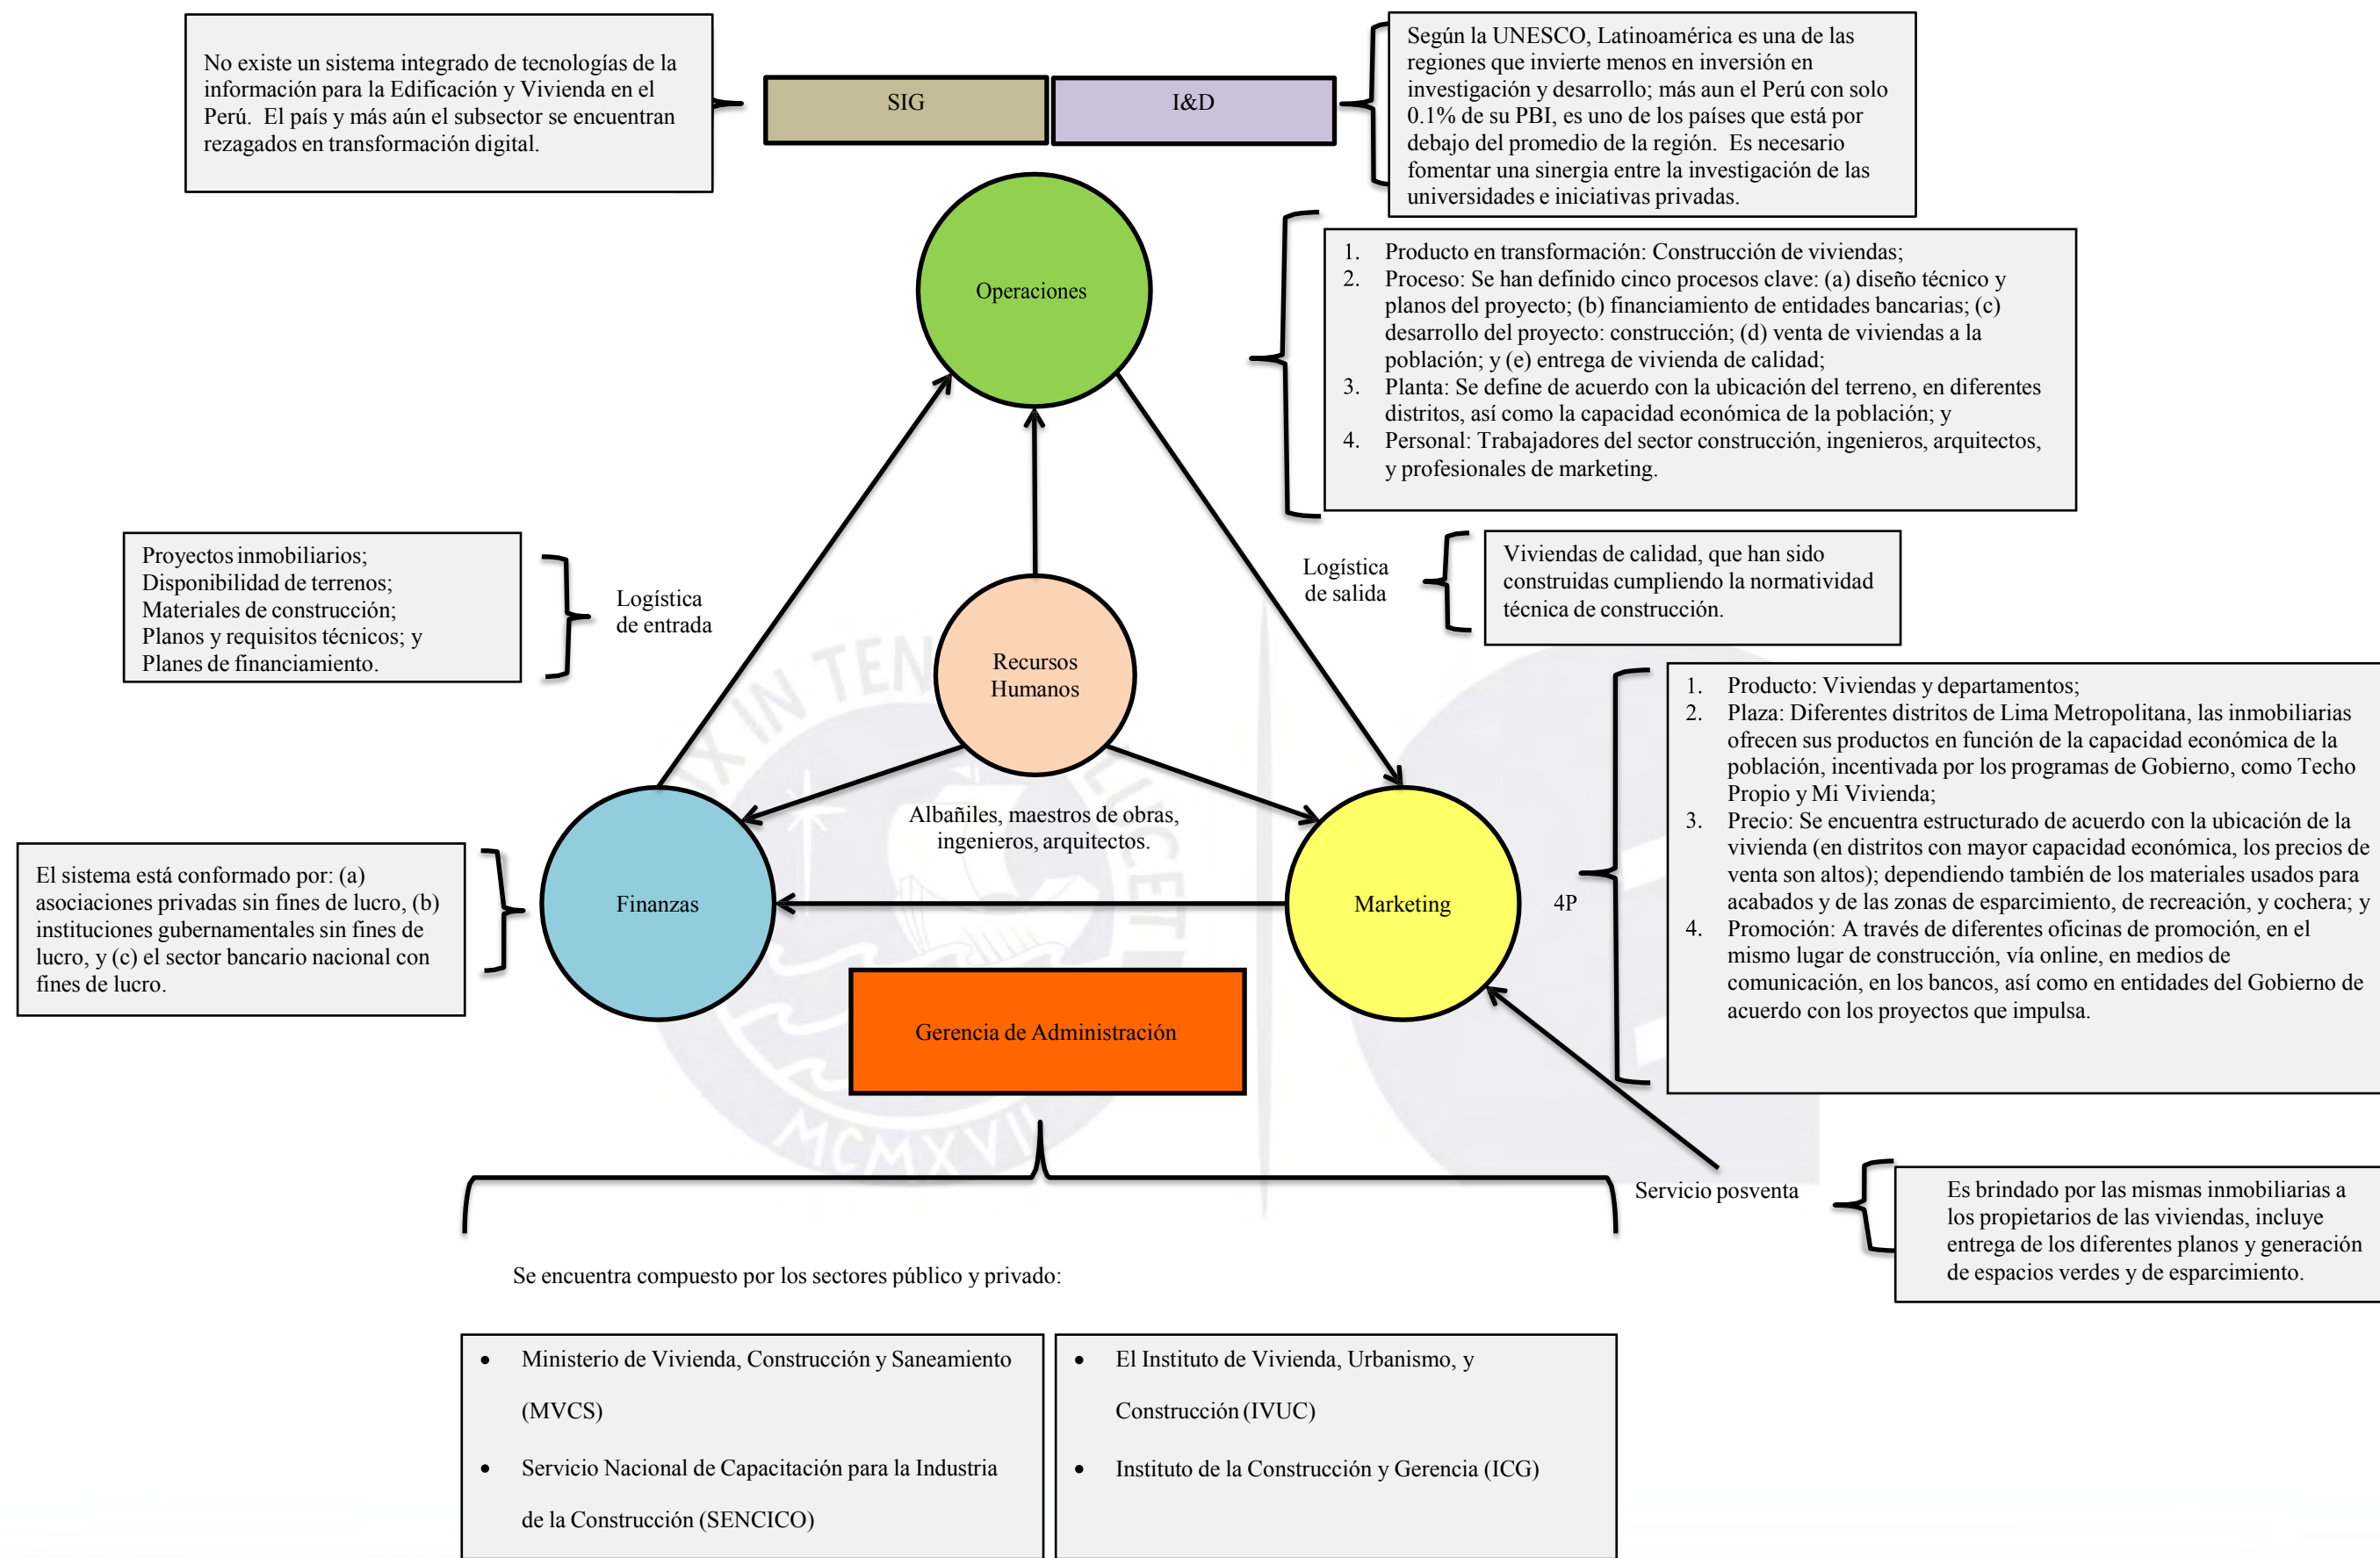 No existe un sistema integrado de tecnologías de la
información para la Edificación y Vivienda en el
Perú.  El país y más aún el subsector se encuentran
rezagados en transformación digital.
SIG
I&D
Según la UNESCO, Latinoamérica es una de las
regiones que invierte menos en inversión en
investigación y desarrollo; más aun el Perú con solo
0.1% de su PBI, es uno de los países que está por
debajo del promedio de la región.  Es necesario
fomentar una sinergia entre la investigación de las
universidades e iniciativas privadas.
Operaciones
1. Producto en transformación: Construcción de viviendas;
2. Proceso: Se han definido cinco procesos clave: (a) diseño técnico y
planos del proyecto; (b) financiamiento de entidades bancarias; (c)
desarrollo del proyecto: construcción; (d) venta de viviendas a la
población; y (e) entrega de vivienda de calidad;
3. Planta: Se define de acuerdo con la ubicación del terreno, en diferentes
distritos, así como la capacidad económica de la población; y
4. Personal: Trabajadores del sector construcción, ingenieros, arquitectos,
y profesionales de marketing.
Proyectos inmobiliarios;
Disponibilidad de terrenos;
Materiales de construcción;
Planos y requisitos técnicos; y
Planes de financiamiento.
Logística
de entrada
Logística
de salida
Viviendas de calidad, que han sido
construidas cumpliendo la normatividad
técnica de construcción.
Recursos
Humanos
Albañiles, maestros de obras,
ingenieros, arquitectos.
El sistema está conformado por: (a)
asociaciones privadas sin fines de lucro, (b)
instituciones gubernamentales sin fines de
lucro, y (c) el sector bancario nacional con
fines de lucro.
Finanzas
Marketing
4P
1. Producto: Viviendas y departamentos;
2. Plaza: Diferentes distritos de Lima Metropolitana, las inmobiliarias
ofrecen sus productos en función de la capacidad económica de la
población, incentivada por los programas de Gobierno, como Techo
Propio y Mi Vivienda;
3. Precio: Se encuentra estructurado de acuerdo con la ubicación de la
vivienda (en distritos con mayor capacidad económica, los precios de
venta son altos); dependiendo también de los materiales usados para
acabados y de las zonas de esparcimiento, de recreación, y cochera; y
4. Promoción: A través de diferentes oficinas de promoción, en el
mismo lugar de construcción, vía online, en medios de
comunicación, en los bancos, así como en entidades del Gobierno de
acuerdo con los proyectos que impulsa.
Gerencia de Administración
MCMXVII
Servicio posventa
Es brindado por las mismas inmobiliarias a
los propietarios de las viviendas, incluye
entrega de los diferentes planos y generación
de espacios verdes y de esparcimiento.
Se encuentra compuesto por los sectores público y privado:
• Ministerio de Vivienda, Construcción y Saneamiento
(MVCS)
• Servicio Nacional de Capacitación para la Industria
de la Construcción (SENCICO)
• El Instituto de Vivienda, Urbanismo, y
Construcción (IVUC)
• Instituto de la Construcción y Gerencia (ICG)